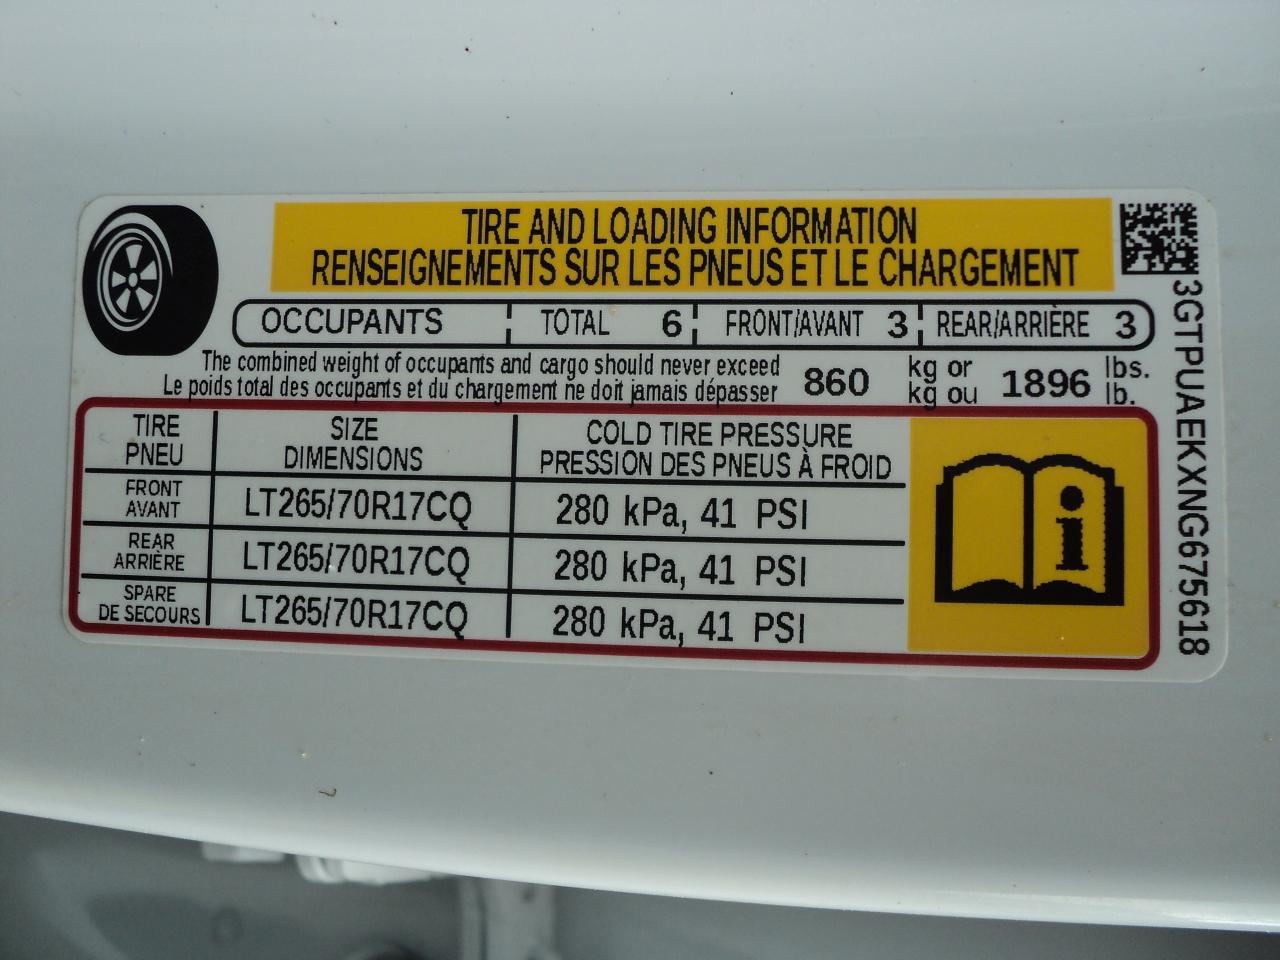 TIRE AND LOADING INFORMATION
RENSEIGNEMENTS SUR LES PNEUS ET LE CHARGEMENT
OCCUPANTS TOTAL 6 FRONT/AVANT 3 REAR/ARRIÈRE 3
The combined weight of occupants and cargo should never exceed 860 kg or 1896 lbs.
Le poids total des occupants et du chargement ne doit jamais dépasser kg ou lb.
TIRE SIZE COLD TIRE PRESSURE
PNEU DIMENSIONS PRESSION DES PNEUS À FROID
FRONT
AVANT LT265/70R17CQ 280 kPa, 41 PSI
REAR
ARRIÈRE LT265/70R17CQ 280 kPa, 41 PSI
SPARE
DE SECOURS LT265/70R17CQ 280 kPa, 41 PSI
i
3GTPUAEKXNG675618